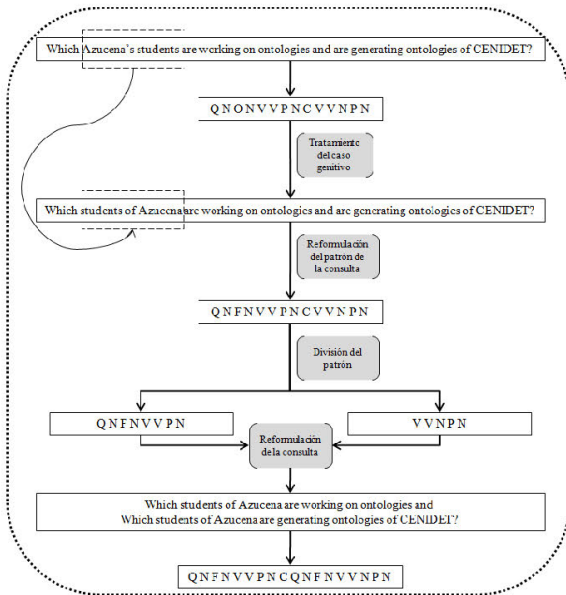 Which Azucena's students are working on ontologies and are generating ontologies of CENIDET?
Q N O N V V P N C V V N P N
Tratamiento
del caso
genitivo
Which students of Azucena are working on ontologies and are generating ontologies of CENIDET?
Reformulación
del patrón de
la consulta
Q N F N V V P N C V V N P N
División del
patrón
Q N F N V V P N
V V N P N
Reformulación
de la consulta
Which students of Azucena are working on ontologies and
Which students of Azucena are generating ontologies of CENIDET?
Q N F N V V P N C Q N F N V V N P N